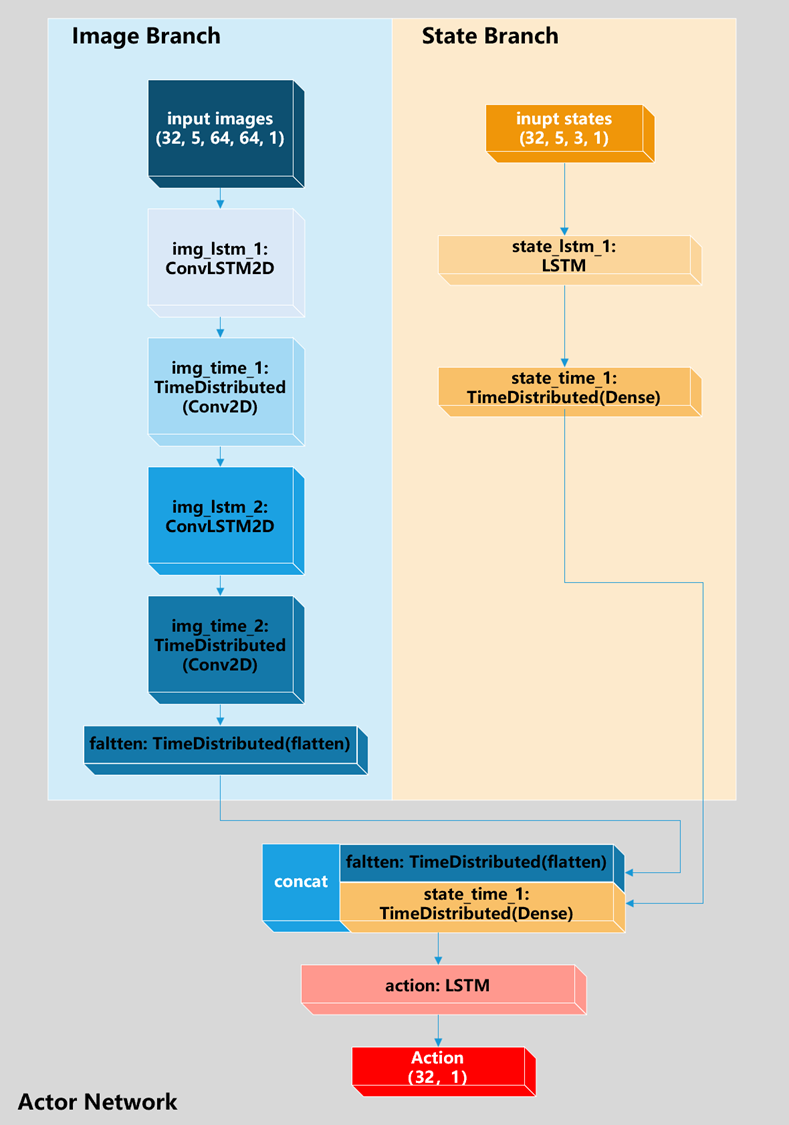 Image Branch
input images
(32, 5, 64, 64, 1)
img_lstm_1:
ConvLSTM2D
img_time_1:
TimeDistributed
(Conv2D)
img_lstm_2:
ConvLSTM2D
img_time_2:
TimeDistributed
(Conv2D)
faltten: TimeDistributed(flatten)
State Branch
inupt states
(32, 5, 3, 1)
state_lstm_1:
LSTM
state_time_1:
TimeDistributed(Dense)
concat
faltten: TimeDistributed(flatten)
state_time_1:
TimeDistributed(Dense)
action: LSTM
Action
(32, 1)
Actor Network